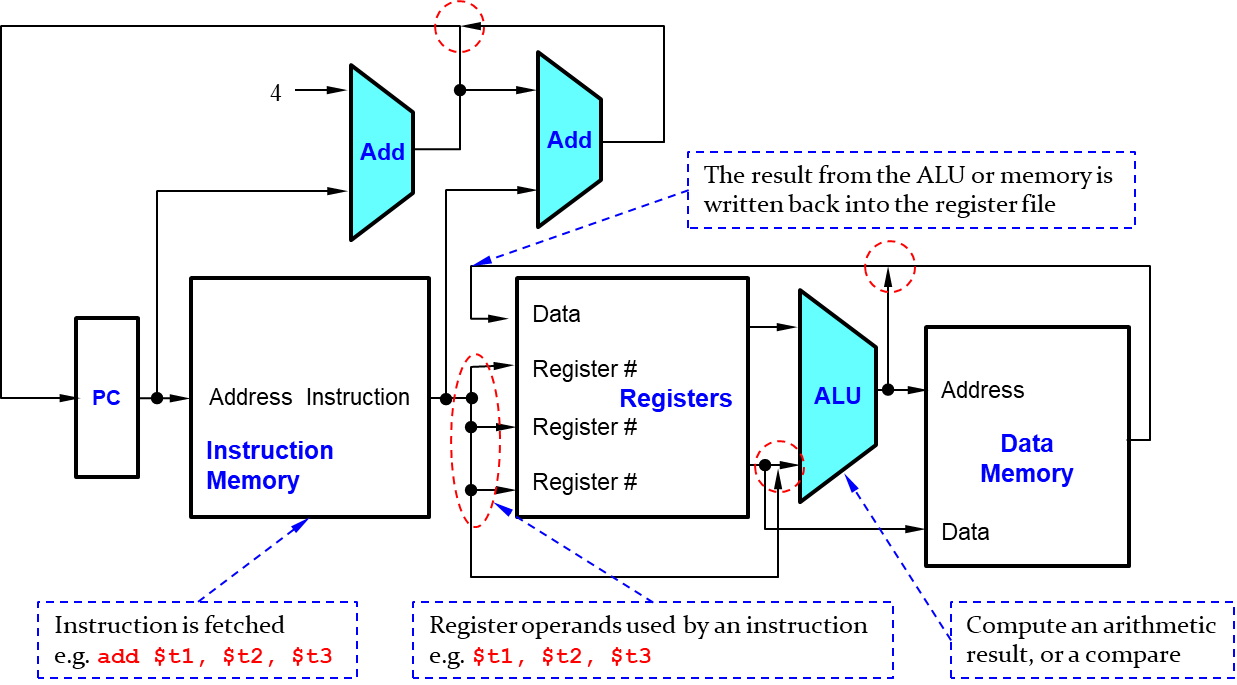 4
Add
Add
The result from the ALU or memory is
written back into the register file
PC
Address Instruction
Instruction
Memory
Data
Register #
Register #
Register #
Registers
ALU
Address
Data
Memory
Data
Instruction is fetched
e.g. add $t1, $t2, $t3
Register operands used by an instruction
e.g. $t1, $t2, $t3
Compute an arithmetic
result, or a compare